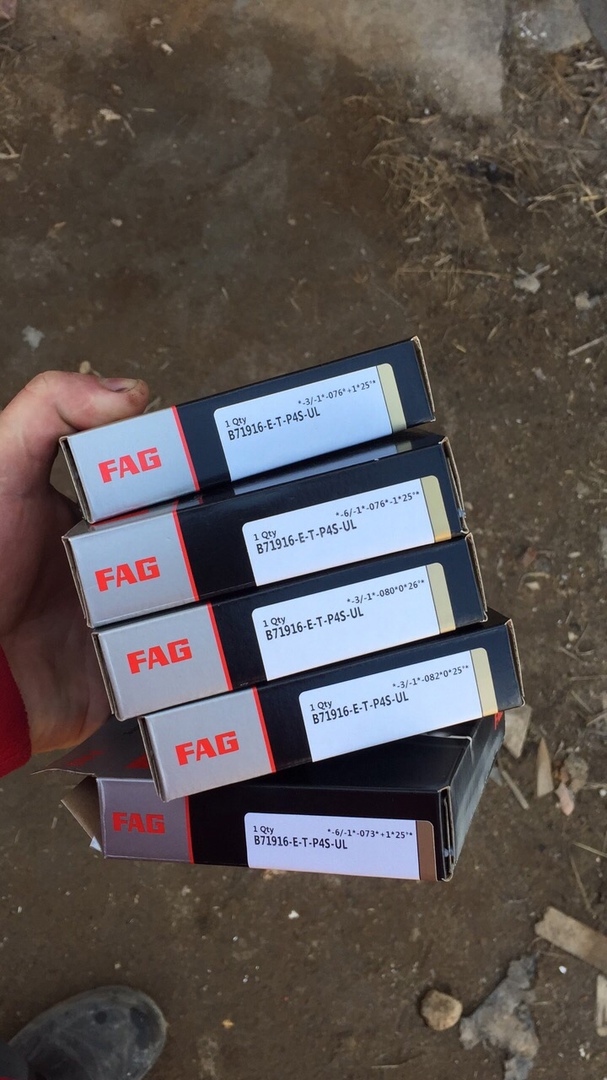 FAG
*-3/-1*-076*+1*25'*
1 Qty
B71916-E-T-P4S-UL
FAG
*-6/-1*-076*-1*25'*
1 Qty
B71916-E-T-P4S-UL
FAG
*-3/-1*-080*0*26'*
1 Qty
B71916-E-T-P4S-UL
FAG
*-3/-1*-082*0*25'*
1 Qty
B71916-E-T-P4S-UL
FAG
*-6/-1*-073*+1*25'*
1 Qty
B71916-E-T-P4S-UL